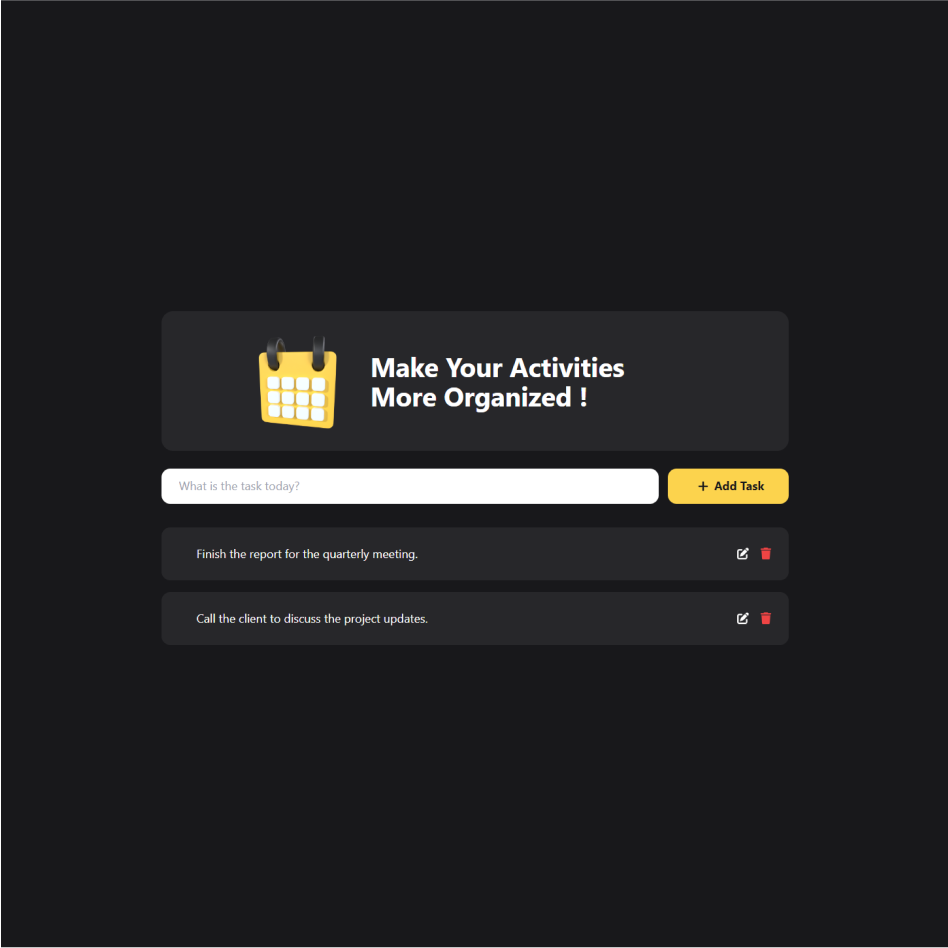 Make Your Activities
More Organized !
What is the task today?
+ Add Task
Finish the report for the quarterly meeting.
Call the client to discuss the project updates.